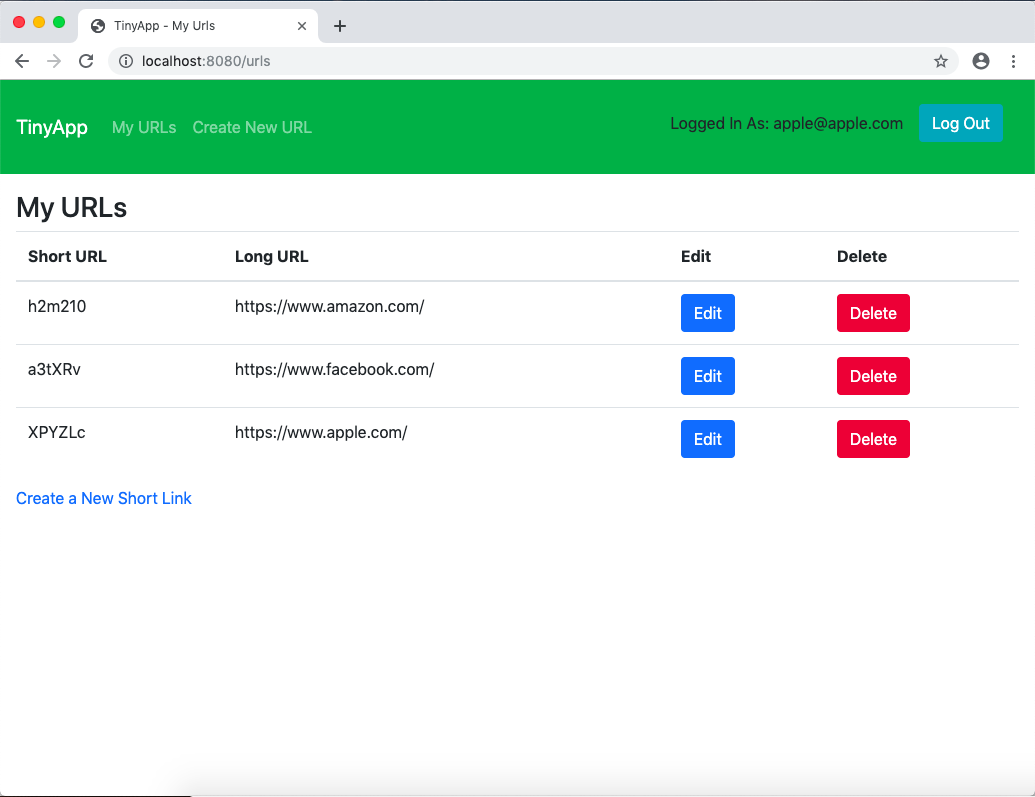 TinyApp - My Urls
localhost:8080/urls
TinyApp My URLs Create New URL Logged In As: apple@apple.com Log Out
My URLs
Short URL Long URL Edit Delete
h2m210 https://www.amazon.com/ Edit Delete
a3tXRv https://www.facebook.com/ Edit Delete
XPYZLc https://www.apple.com/ Edit Delete
Create a New Short Link